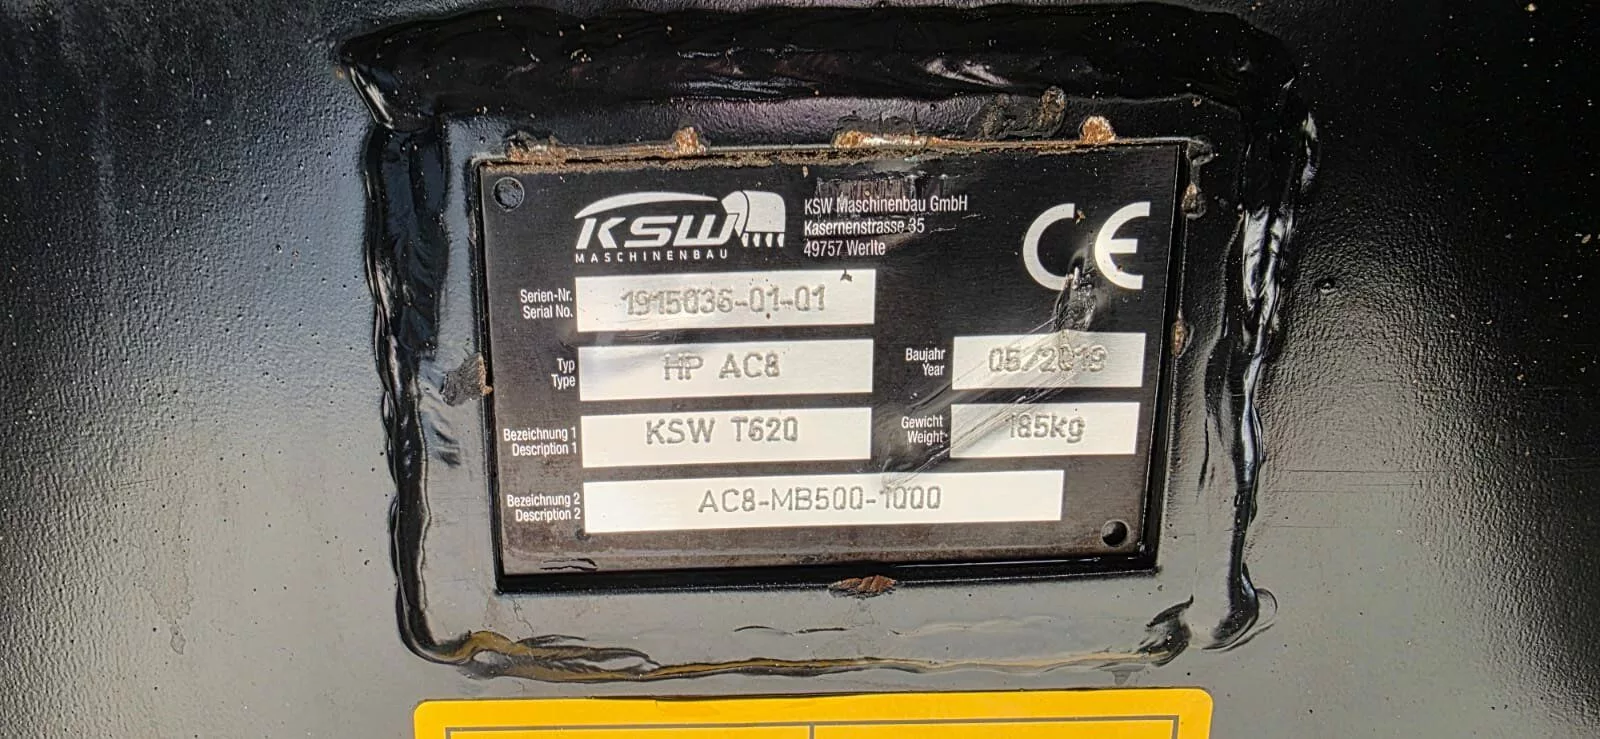 KSW
MASCHINENBAU
KSW Maschinenbau GmbH
Kasernenstrasse 35
49757 Werlte
CE
Serien-Nr.
Serial No.
1915036-01-01
Typ
Type
HP AC8
Baujahr
Year
05/2019
Bezeichnung 1
Description 1
KSW T620
Gewicht
Weight
185kg
Bezeichnung 2
Description 2
AC8-MB500-1000